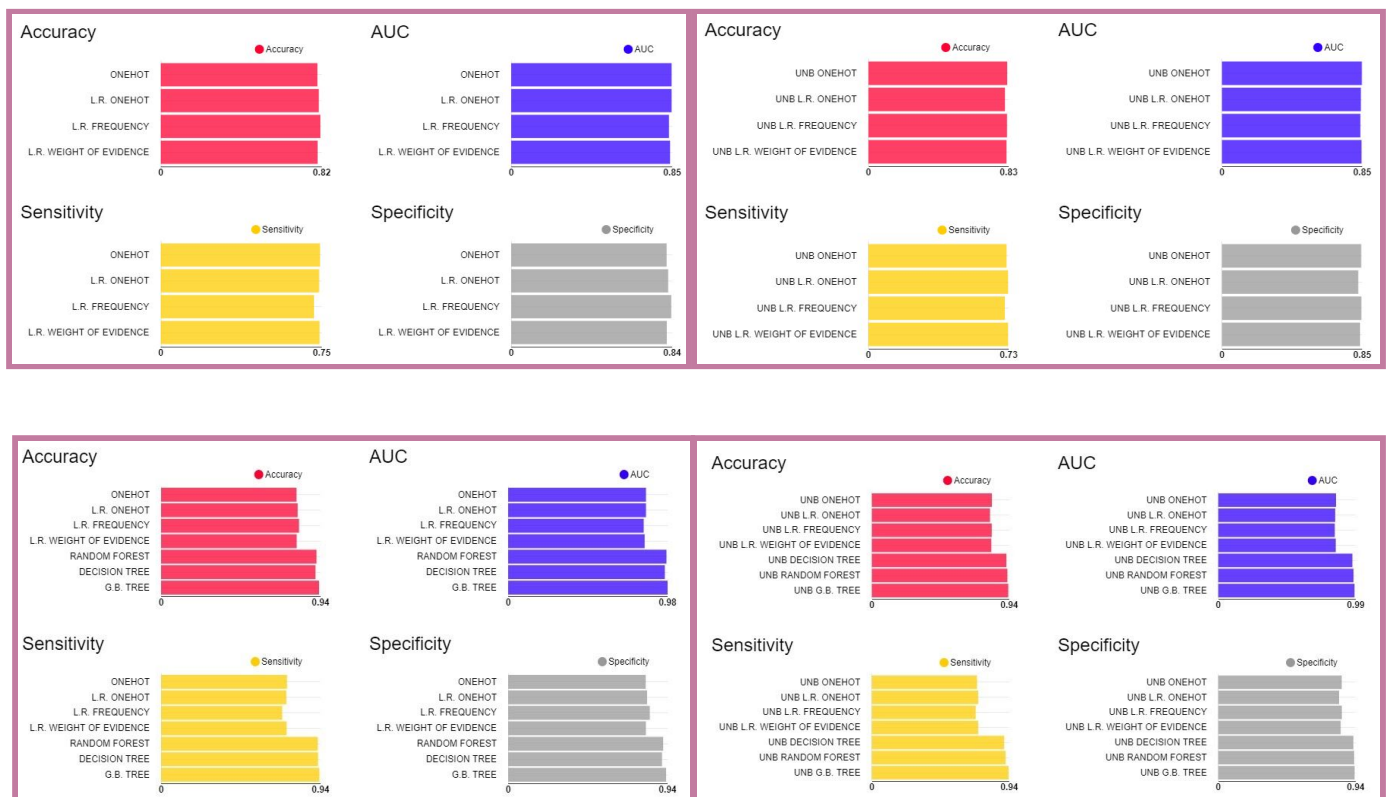 Accuracy
Accuracy
ONEHOT
L.R. ONEHOT
L.R. FREQUENCY
L.R. WEIGHT OF EVIDENCE
0 0.82
AUC
AUC
ONEHOT
L.R. ONEHOT
L.R. FREQUENCY
L.R. WEIGHT OF EVIDENCE
0 0.85
Sensitivity
Sensitivity
ONEHOT
L.R. ONEHOT
L.R. FREQUENCY
L.R. WEIGHT OF EVIDENCE
0 0.75
Specificity
Specificity
ONEHOT
L.R. ONEHOT
L.R. FREQUENCY
L.R. WEIGHT OF EVIDENCE
0 0.84
Accuracy
Accuracy
UNB ONEHOT
UNB L.R. ONEHOT
UNB L.R. FREQUENCY
UNB L.R. WEIGHT OF EVIDENCE
0 0.83
AUC
AUC
UNB ONEHOT
UNB L.R. ONEHOT
UNB L.R. FREQUENCY
UNB L.R. WEIGHT OF EVIDENCE
0 0.85
Sensitivity
Sensitivity
UNB ONEHOT
UNB L.R. ONEHOT
UNB L.R. FREQUENCY
UNB L.R. WEIGHT OF EVIDENCE
0 0.73
Specificity
Specificity
UNB ONEHOT
UNB L.R. ONEHOT
UNB L.R. FREQUENCY
UNB L.R. WEIGHT OF EVIDENCE
0 0.85
Accuracy
Accuracy
ONEHOT
L.R. ONEHOT
L.R. FREQUENCY
L.R. WEIGHT OF EVIDENCE
RANDOM FOREST
DECISION TREE
G.B. TREE
0 0.94
AUC
AUC
ONEHOT
L.R. ONEHOT
L.R. FREQUENCY
L.R. WEIGHT OF EVIDENCE
RANDOM FOREST
DECISION TREE
G.B. TREE
0 0.98
Sensitivity
Sensitivity
ONEHOT
L.R. ONEHOT
L.R. FREQUENCY
L.R. WEIGHT OF EVIDENCE
RANDOM FOREST
DECISION TREE
G.B. TREE
0 0.94
Specificity
Specificity
ONEHOT
L.R. ONEHOT
L.R. FREQUENCY
L.R. WEIGHT OF EVIDENCE
RANDOM FOREST
DECISION TREE
G.B. TREE
0 0.94
Accuracy
Accuracy
UNB ONEHOT
UNB L.R. ONEHOT
UNB L.R. FREQUENCY
UNB L.R. WEIGHT OF EVIDENCE
UNB DECISION TREE
UNB RANDOM FOREST
UNB G.B. TREE
0 0.94
AUC
AUC
UNB ONEHOT
UNB L.R. ONEHOT
UNB L.R. FREQUENCY
UNB L.R. WEIGHT OF EVIDENCE
UNB DECISION TREE
UNB RANDOM FOREST
UNB G.B. TREE
0 0.99
Sensitivity
Sensitivity
UNB ONEHOT
UNB L.R. ONEHOT
UNB L.R. FREQUENCY
UNB L.R. WEIGHT OF EVIDENCE
UNB DECISION TREE
UNB RANDOM FOREST
UNB G.B. TREE
0 0.94
Specificity
Specificity
UNB ONEHOT
UNB L.R. ONEHOT
UNB L.R. FREQUENCY
UNB L.R. WEIGHT OF EVIDENCE
UNB DECISION TREE
UNB RANDOM FOREST
UNB G.B. TREE
0 0.94